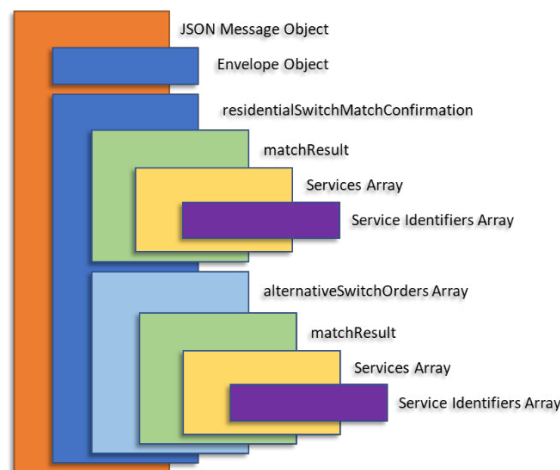 JSON Message Object
Envelope Object
residentialSwitchMatchConfirmation
matchResult
Services Array
Service Identifiers Array
alternativeSwitchOrders Array
matchResult
Services Array
Service Identifiers Array